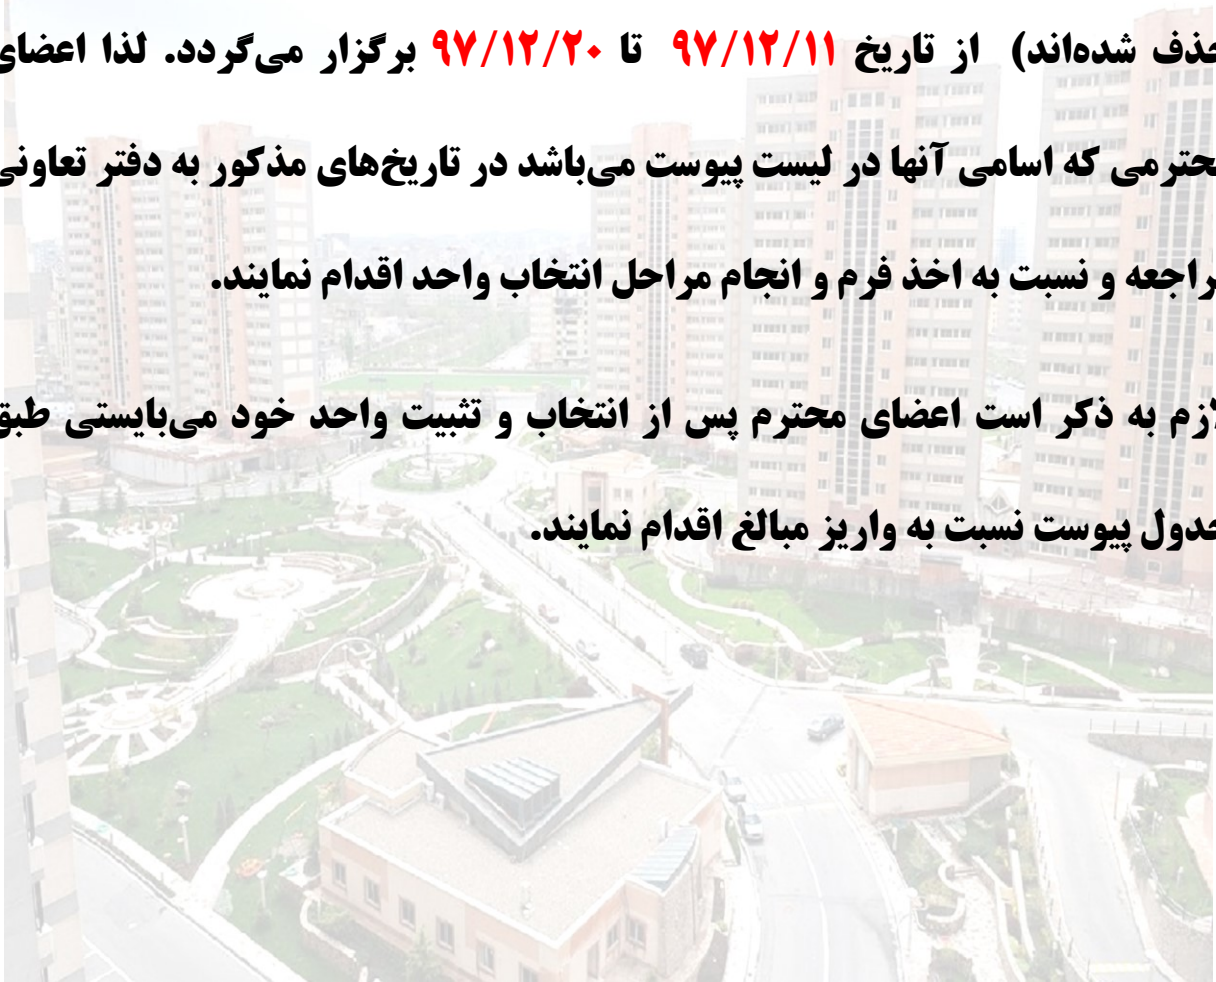 حذف شده‌اند) از تاریخ ۹۷/۱۲/۱۱ تا ۹۷/۱۲/۲۰ برگزار می‌گردد. لذا اعضای
محترمی که اسامی آنها در لیست پیوست می‌باشد در تاریخ‌های مذکور به دفتر تعاونی
مراجعه و نسبت به اخذ فرم و انجام مراحل انتخاب واحد اقدام نمایند.
لازم به ذکر است اعضای محترم پس از انتخاب و تثبیت واحد خود می‌بایستی طبق
جدول پیوست نسبت به واریز مبالغ اقدام نمایند.